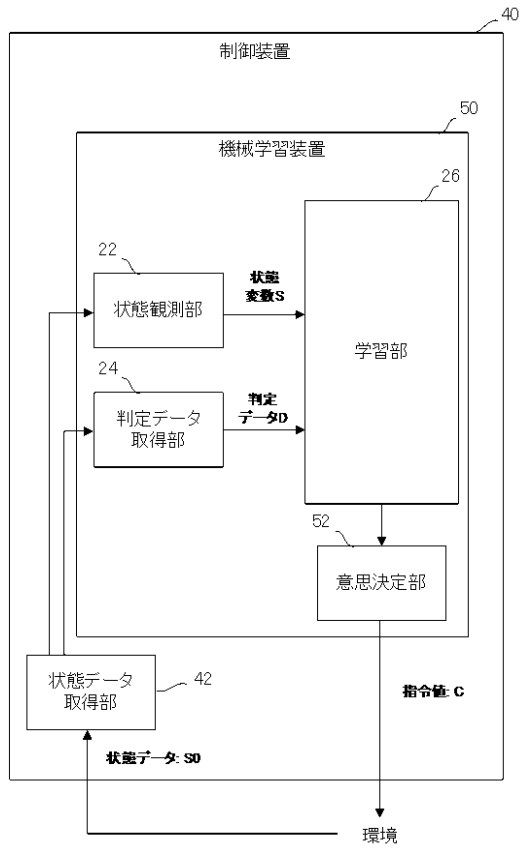 40
制御装置
50
機械学習装置
26
22
状態観測部
状態
変数S
学習部
24
判定データ
取得部
判定
データD
52
意思決定部
状態データ
取得部
42
指令値: C
状態データ: S0
環境